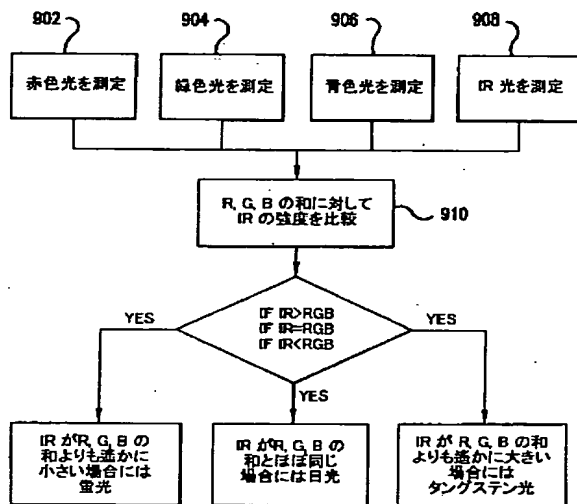 902
904
906
908
赤色光を測定
緑色光を測定
青色光を測定
IR 光を測定
R, G, B の和に対して
IR の強度を比較
910
IF IR>RGB
IF IR=RGB
IF IR<RGB
YES
YES
YES
IR がR, G, B の
和よりも遥かに
小さい場合には
蛍光
IR がR, G, B の
和とほぼ同じ
場合には日光
IR が R, G, B の和
よりも遥かに大きい
場合には
タングステン光